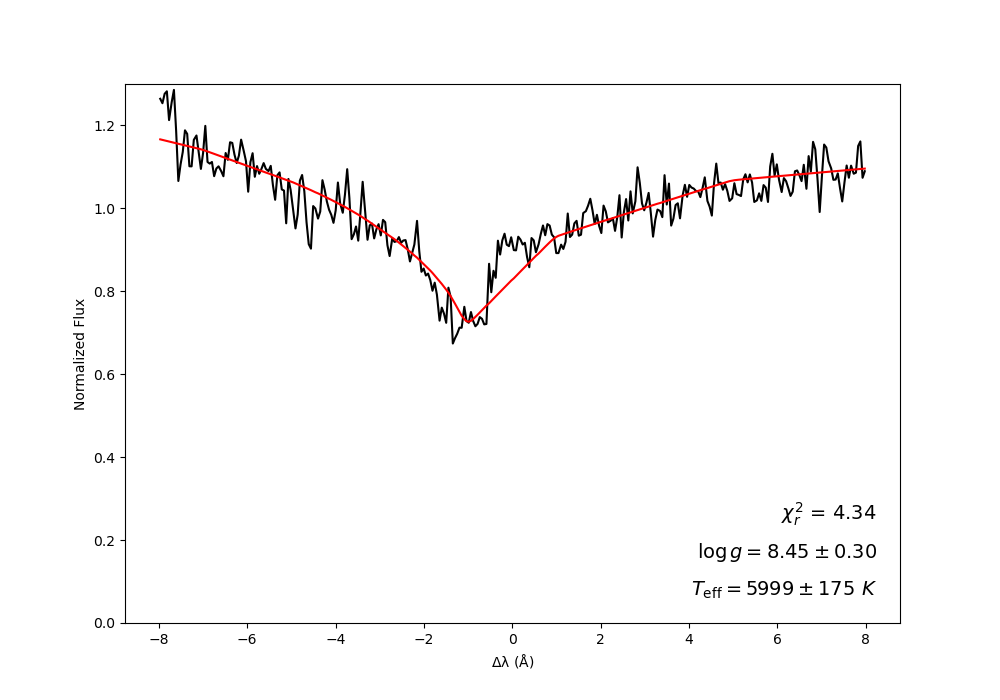 1.2
1.0
0.8
0.6
0.4
0.2
0.0
Normalized Flux
χ²ᵣ = 4.34
log g = 8.45 ± 0.30
T_eff = 5999 ± 175 K
−8 −6 −4 −2 0 2 4 6 8
Δλ (Å)